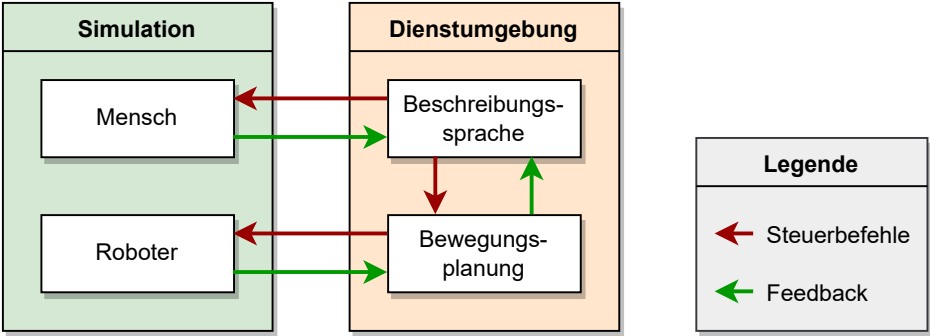 Simulation
Mensch
Roboter
Dienstumgebung
Beschreibungs-
sprache
Bewegungs-
planung
Legende
Steuerbefehle
Feedback